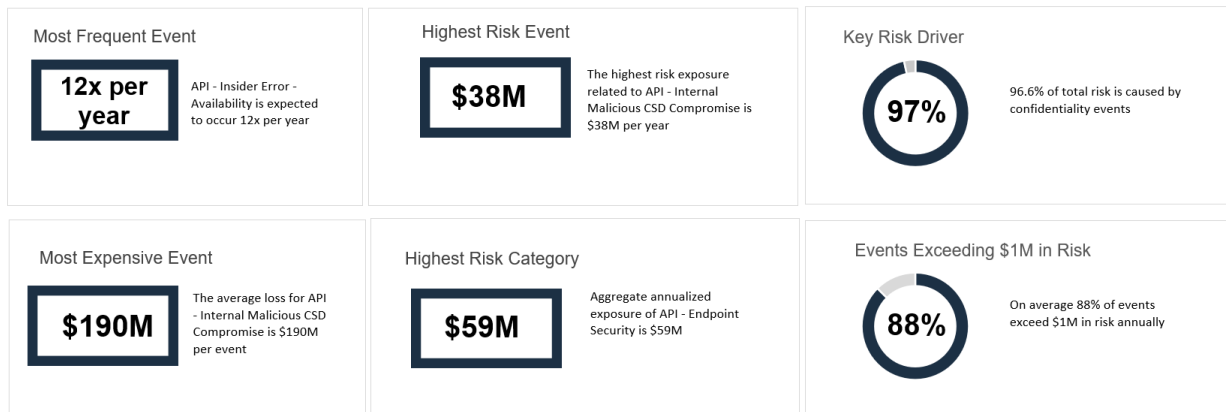 Most Frequent Event
12x per
year
API - Insider Error -
Availability is expected
to occur 12x per year
Highest Risk Event
$38M
The highest risk exposure
related to API - Internal
Malicious CSD Compromise is
$38M per year
Key Risk Driver
97%
96.6% of total risk is caused by
confidentiality events
Most Expensive Event
$190M
The average loss for API
- Internal Malicious CSD
Compromise is $190M
per event
Highest Risk Category
$59M
Aggregate annualized
exposure of API - Endpoint
Security is $59M
Events Exceeding $1M in Risk
88%
On average 88% of events
exceed $1M in risk annually